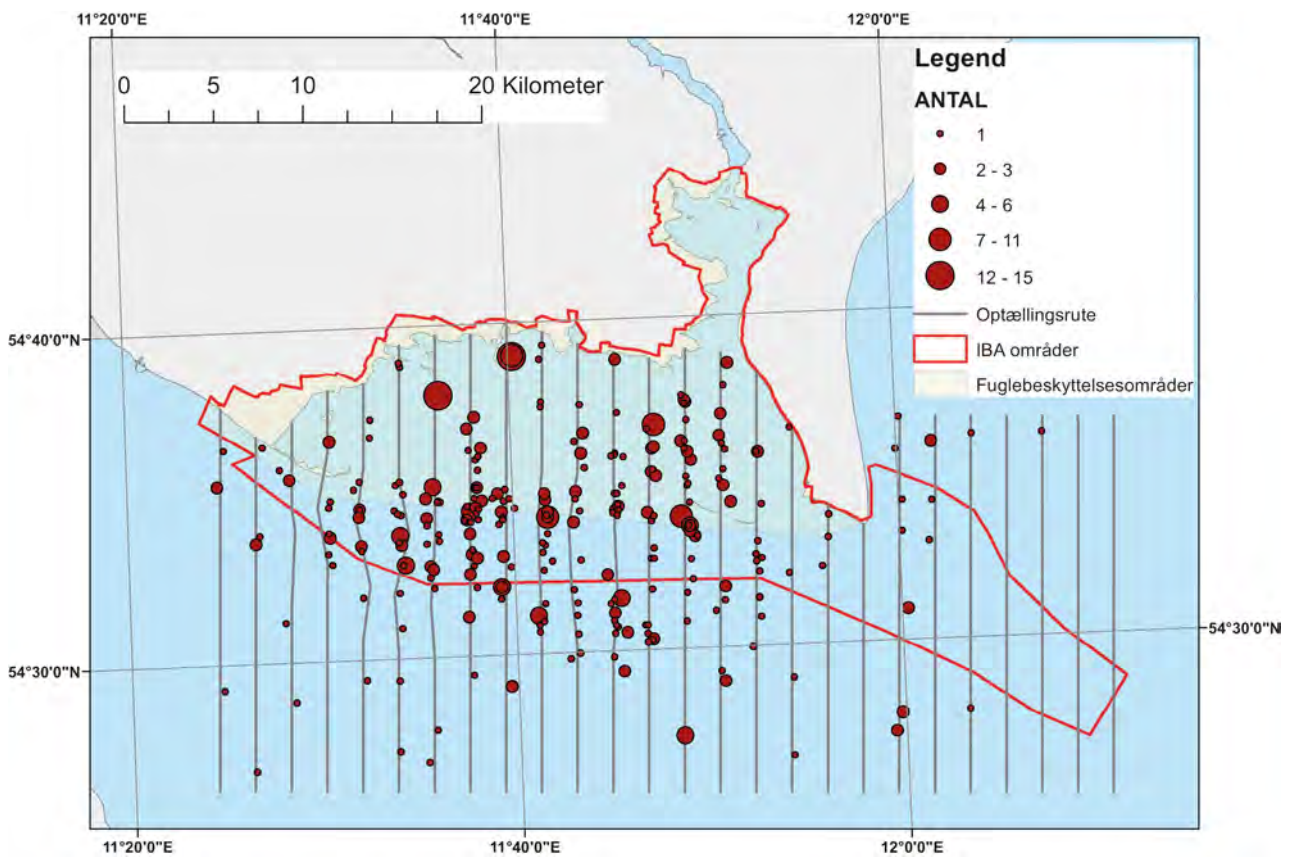 11°20'0"E
11°40'0"E
12°0'0"E
0 5 10 20 Kilometer
Legend
ANTAL
1
2 - 3
4 - 6
7 - 11
12 - 15
Optællingsrute
IBA områder
Fuglebeskyttelsesområder
54°40'0"N
54°30'0"N
54°30'0"N
11°20'0"E
11°40'0"E
12°0'0"E